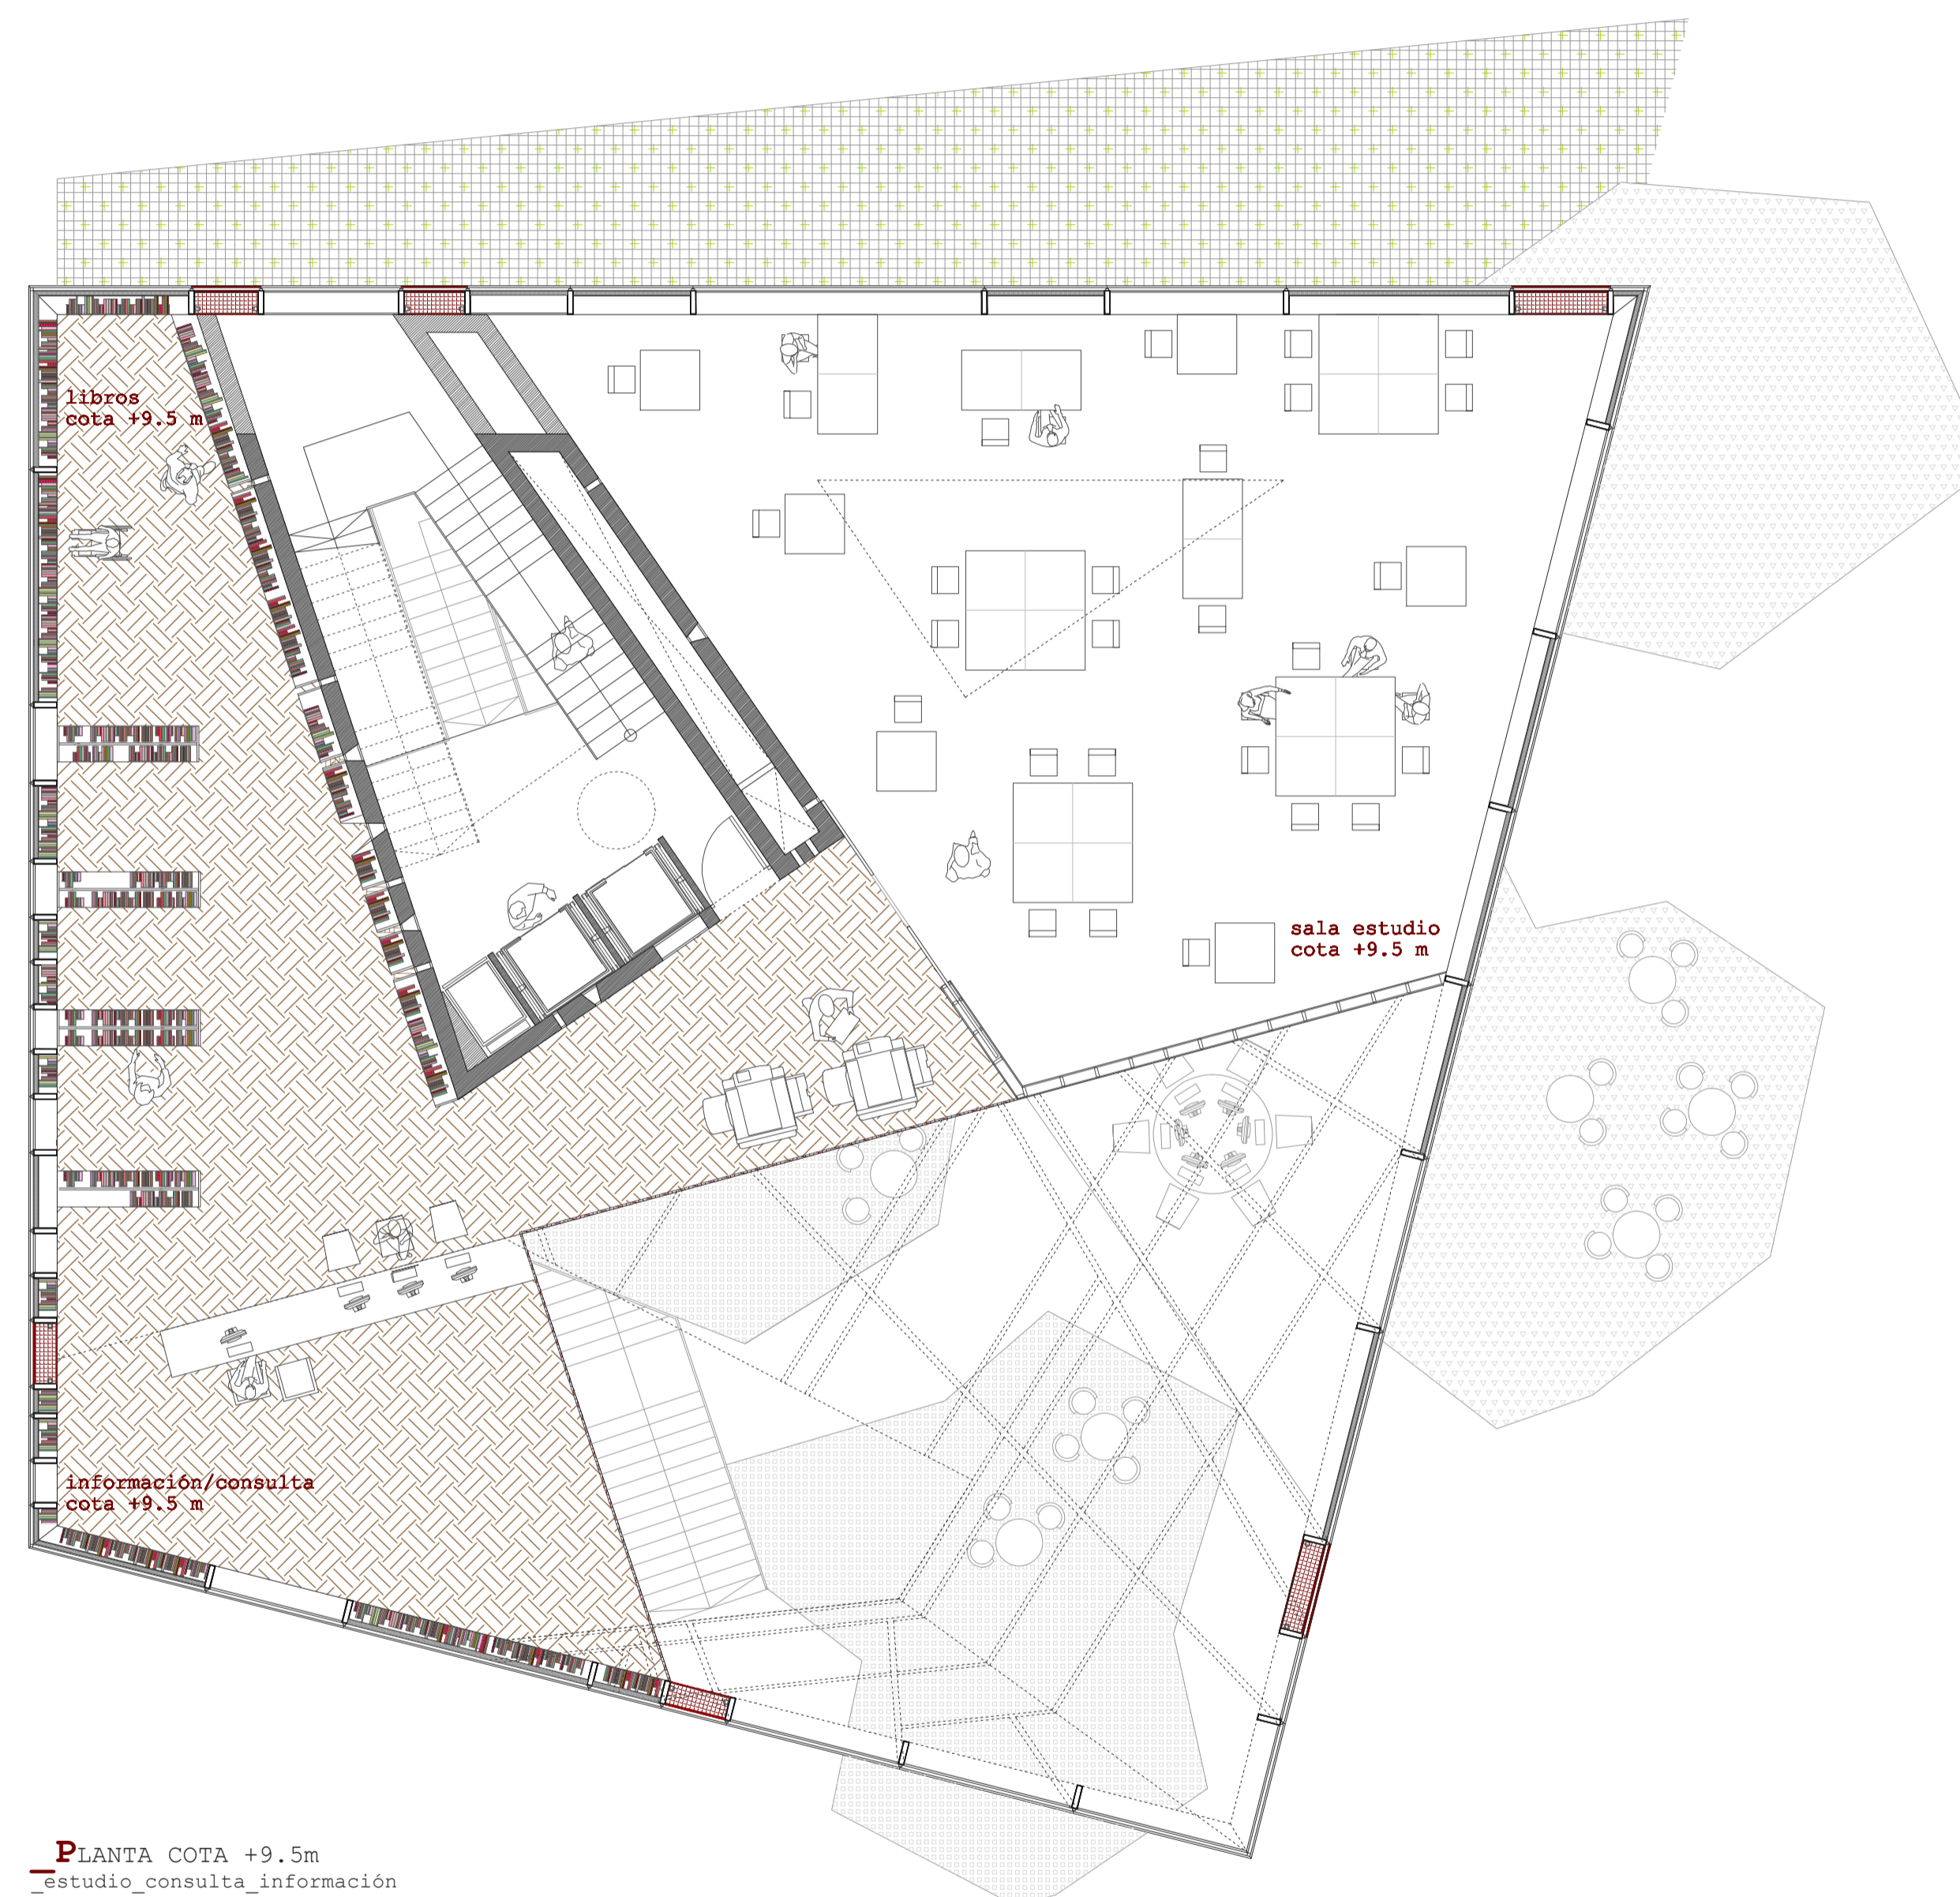 libros
cota +9.5 m
sala estudio
cota +9.5 m
información/consulta
cota +9.5 m
_PLANTA COTA +9.5m
_estudio_consulta_información